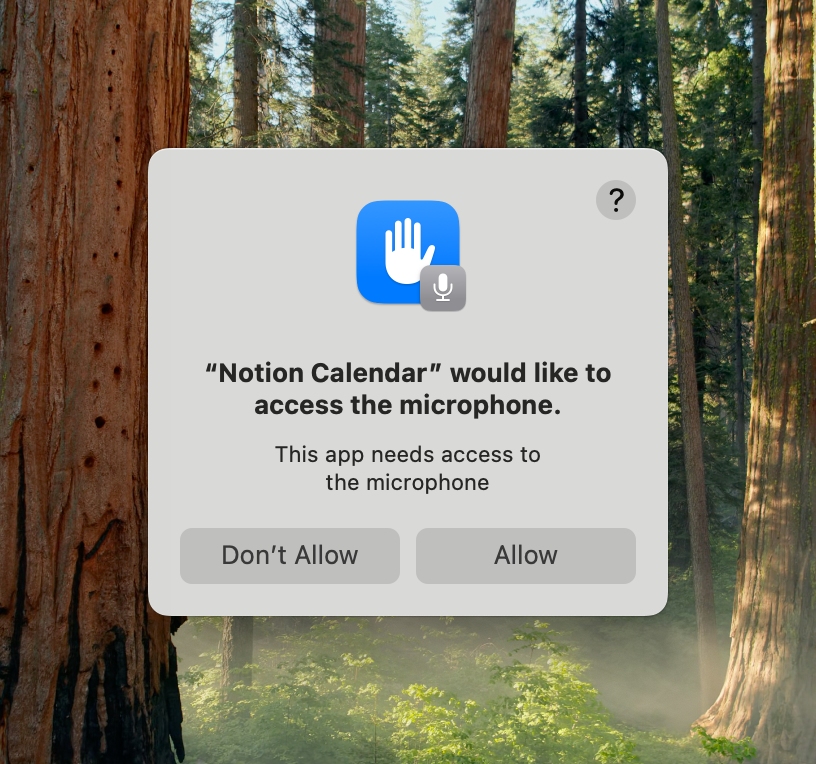 ?
“Notion Calendar” would like to
access the microphone.
This app needs access to
the microphone
Don’t Allow
Allow